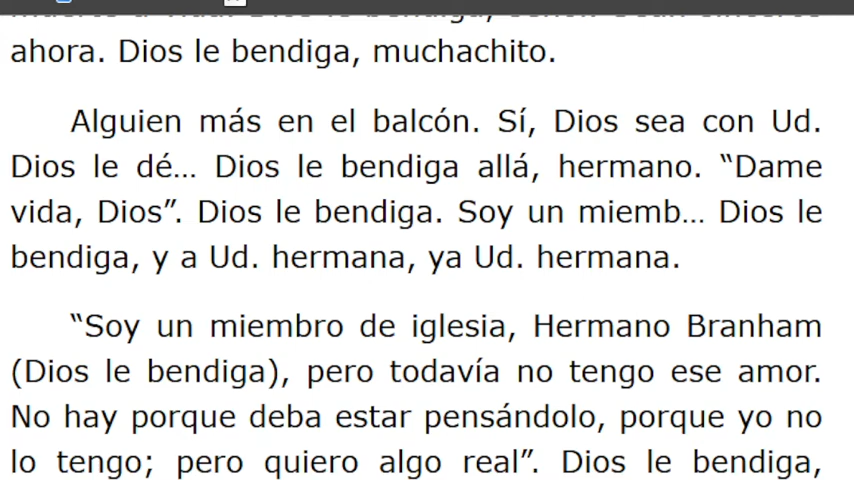 ahora. Dios le bendiga, muchachito.
Alguien más en el balcón. Sí, Dios sea con Ud.
Dios le dé... Dios le bendiga allá, hermano. “Dame
vida, Dios”. Dios le bendiga. Soy un miemb... Dios le
bendiga, y a Ud. hermana, ya Ud. hermana.
“Soy un miembro de iglesia, Hermano Branham
(Dios le bendiga), pero todavía no tengo ese amor.
No hay porque deba estar pensándolo, porque yo no
lo tengo; pero quiero algo real”. Dios le bendiga,